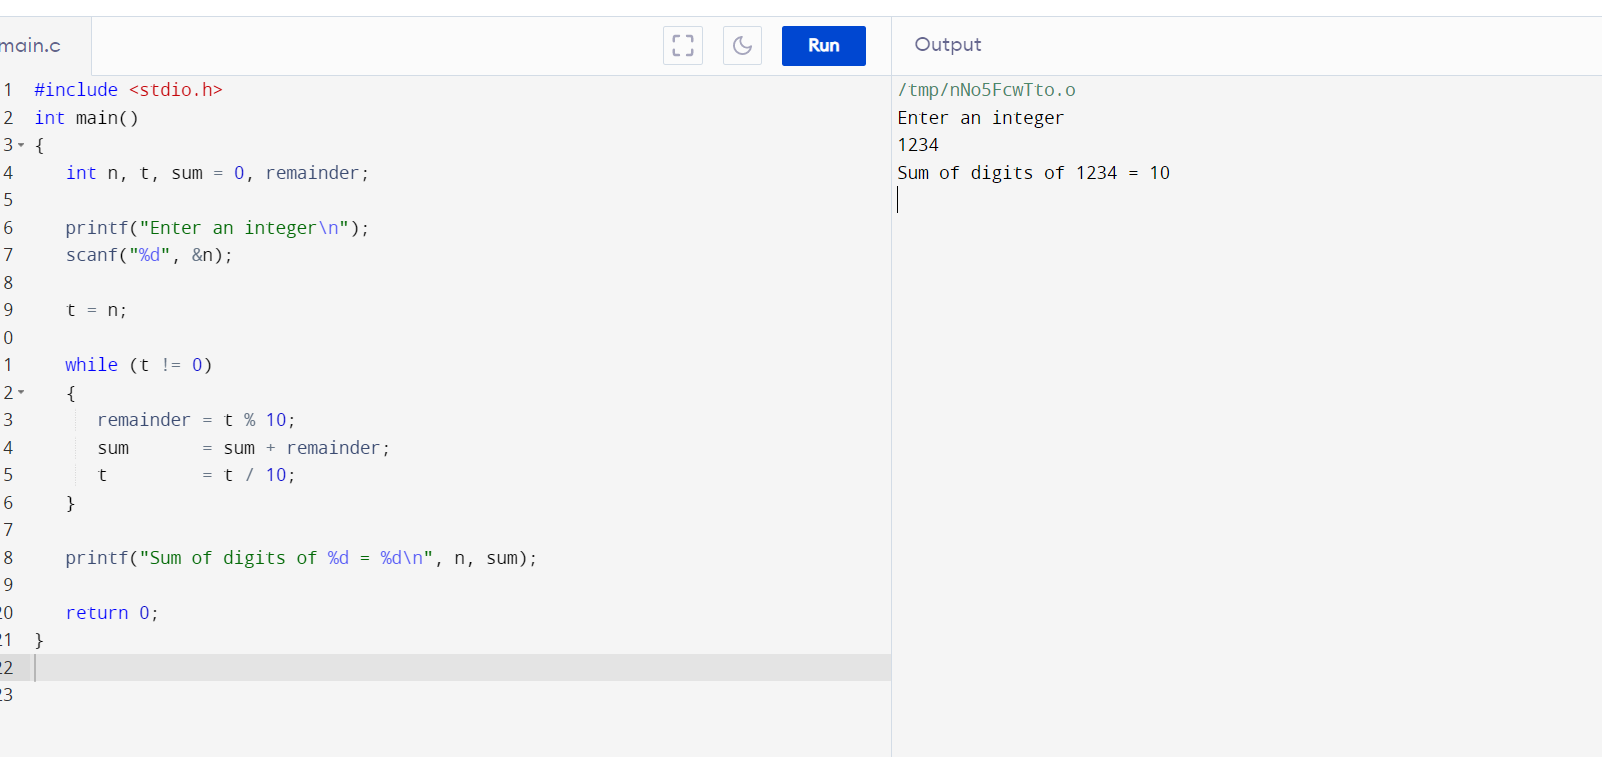 main.c
Run
Output
1 #include <stdio.h>
2 int main()
3 {
4 int n, t, sum = 0, remainder;
5
6 printf("Enter an integer\n");
7 scanf("%d", &n);
8
9 t = n;
0
1 while (t != 0)
2 {
3 remainder = t % 10;
4 sum = sum + remainder;
5 t = t / 10;
6 }
7
8 printf("Sum of digits of %d = %d\n", n, sum);
9
20 return 0;
21 }
22
23
/tmp/nNo5FcwTto.o
Enter an integer
1234
Sum of digits of 1234 = 10